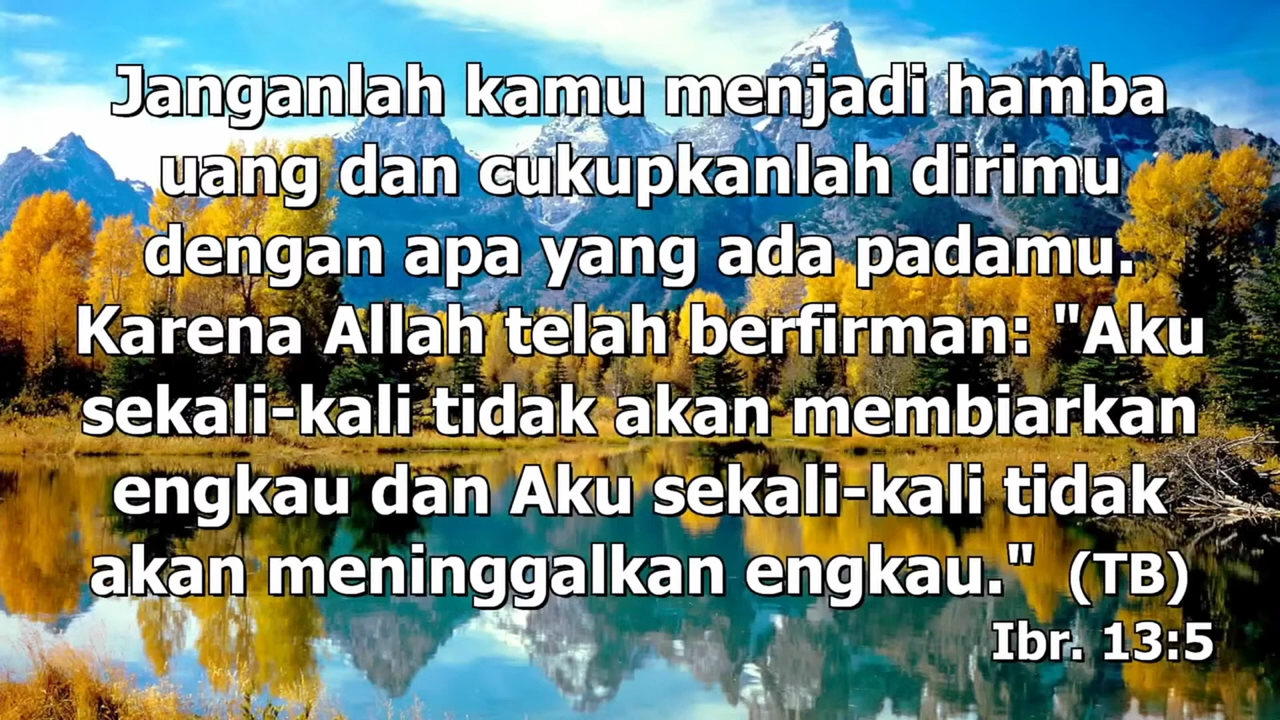 Janganlah kamu menjadi hamba
uang dan cukupkanlah dirimu
dengan apa yang ada padamu.
Karena Allah telah berfirman: "Aku
sekali-kali tidak akan membiarkan
engkau dan Aku sekali-kali tidak
akan meninggalkan engkau." (TB)
Ibr. 13:5